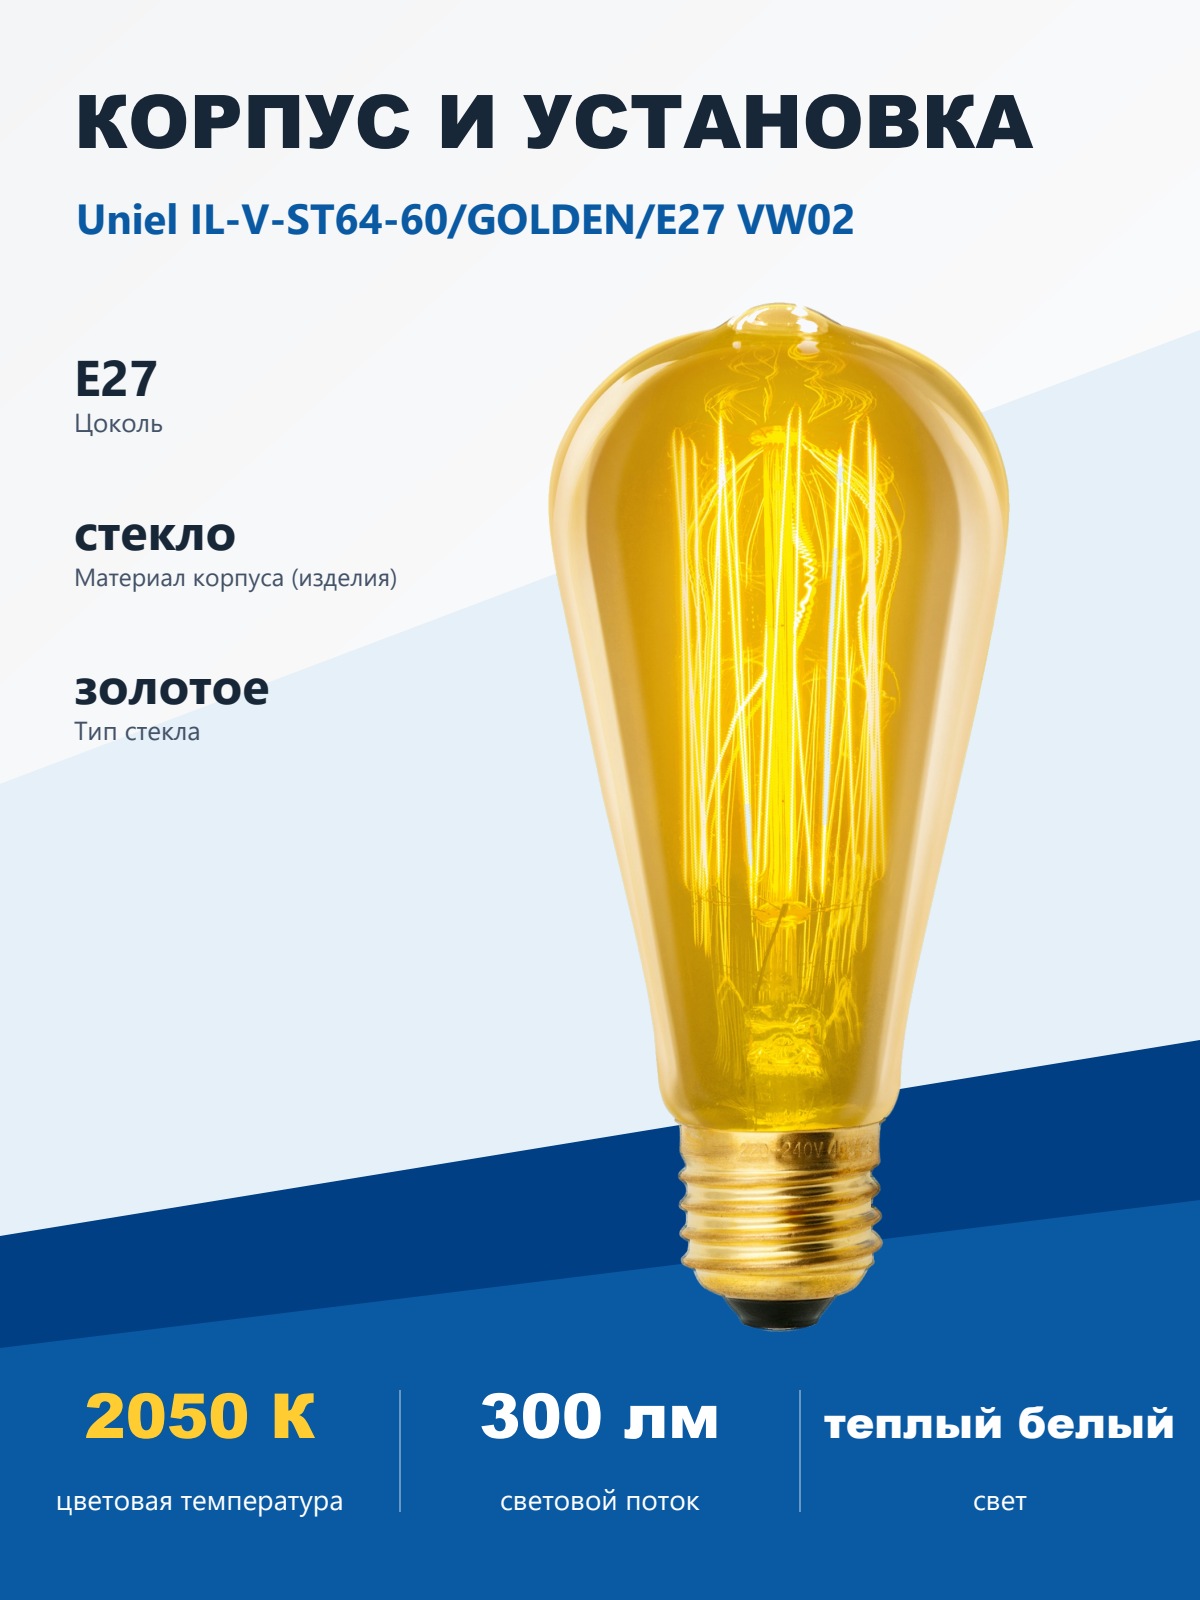 КОРПУС И УСТАНОВКА
Uniel IL-V-ST64-60/GOLDEN/E27 VW02
E27
Цоколь
стекло
Материал корпуса (изделия)
золотое
Тип стекла
2050 К
цветовая температура
300 лм
световой поток
теплый белый
свет